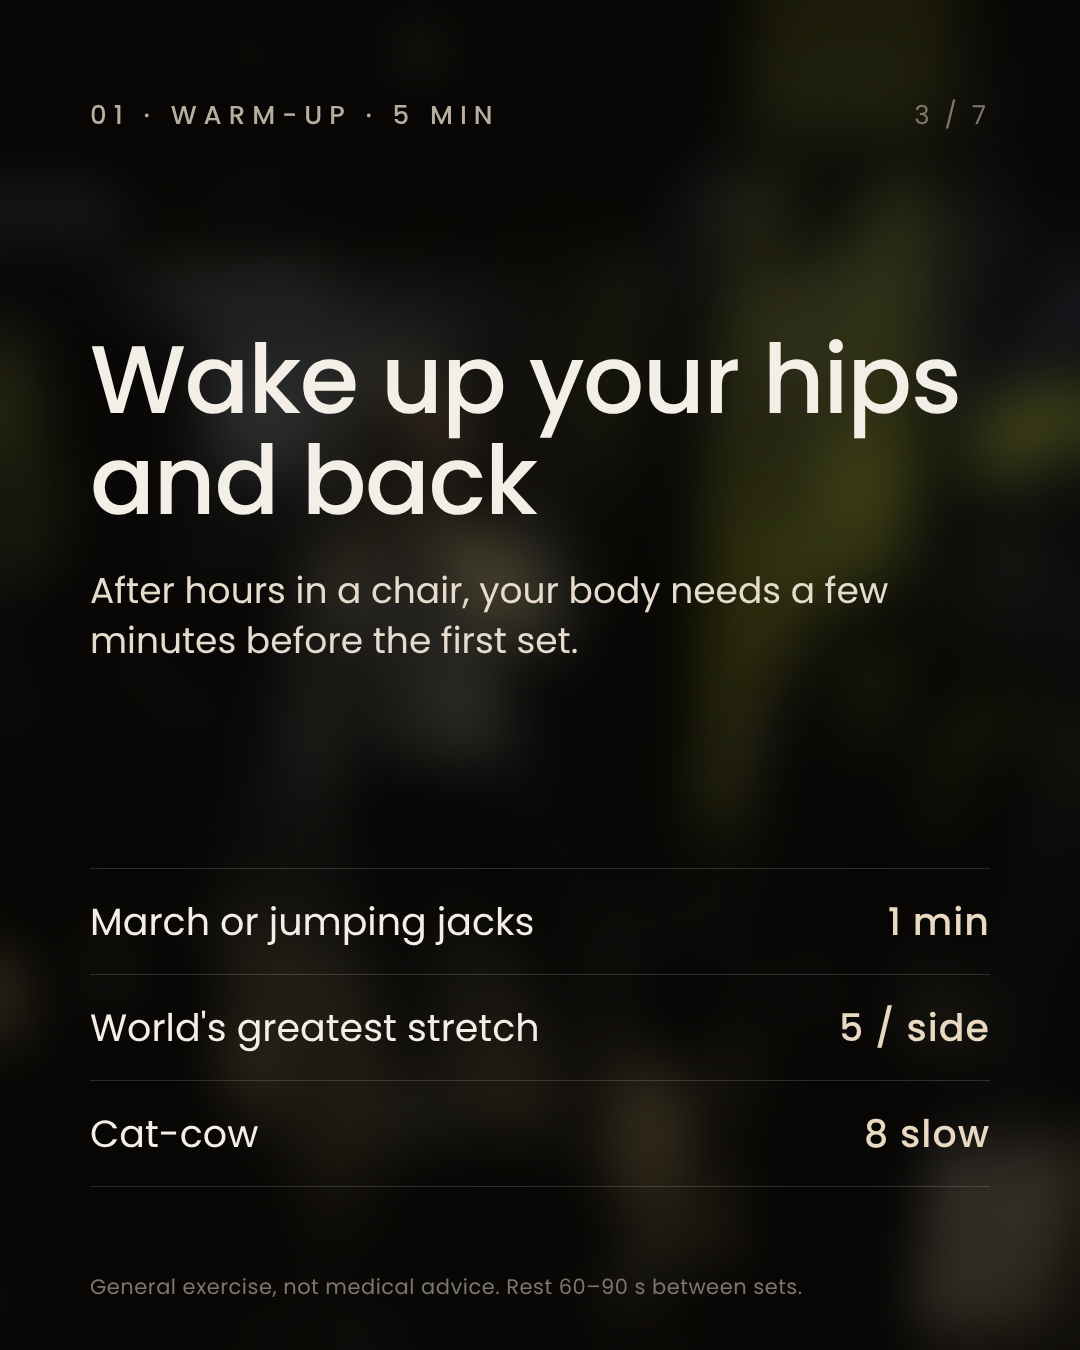 01 · WARM-UP · 5 MIN
3 / 7
Wake up your hips
and back
After hours in a chair, your body needs a few
minutes before the first set.
March or jumping jacks
1 min
World's greatest stretch
5 / side
Cat-cow
8 slow
General exercise, not medical advice. Rest 60–90 s between sets.